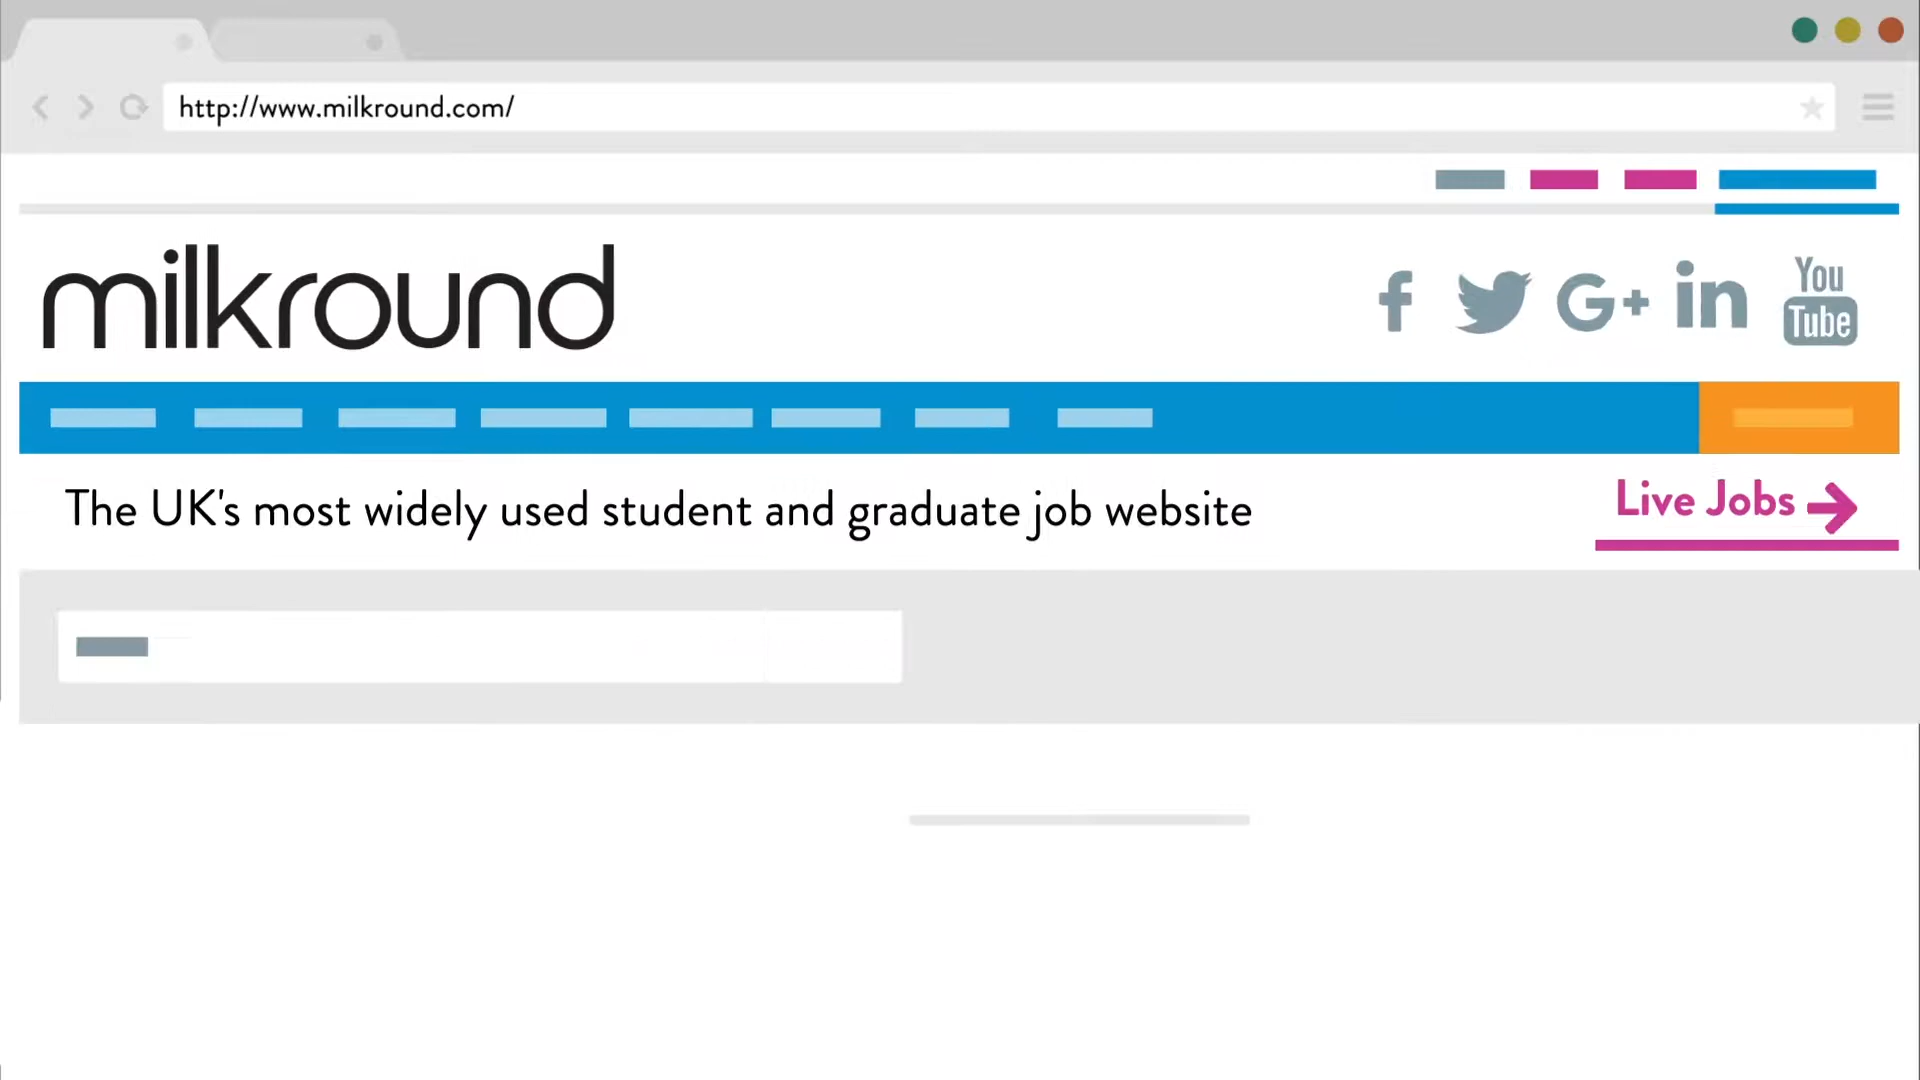 http://www.milkround.com/
milkround
f
G+
in
You
Tube
The UK's most widely used student and graduate job website
Live Jobs